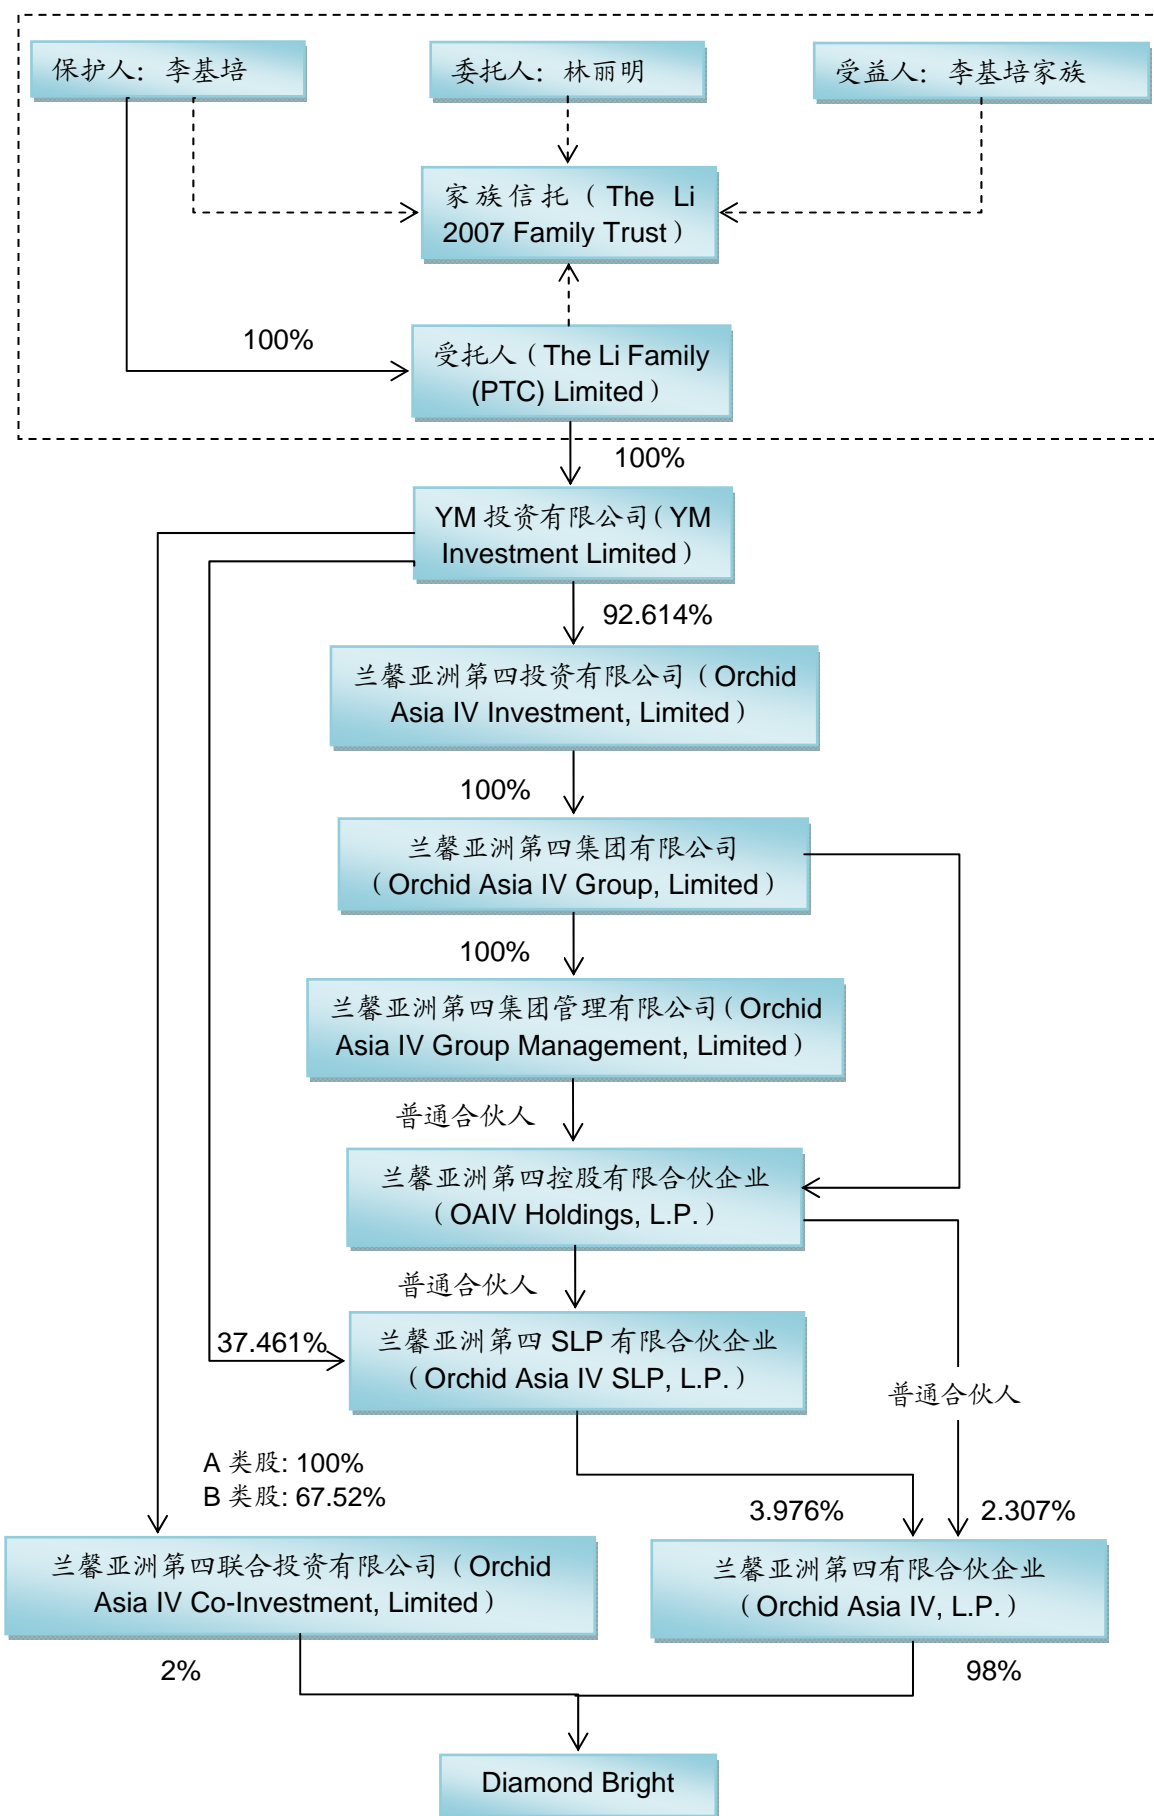 保护人：李基培
委托人：林丽明
受益人：李基培家族
家族信托（The Li
2007 Family Trust）
100%
受托人（The Li Family
(PTC) Limited）
100%
YM 投资有限公司（YM
Investment Limited）
92.614%
兰馨亚洲第四投资有限公司（Orchid
Asia IV Investment, Limited）
100%
兰馨亚洲第四集团有限公司
（Orchid Asia IV Group, Limited）
100%
兰馨亚洲第四集团管理有限公司（Orchid
Asia IV Group Management, Limited）
普通合伙人
兰馨亚洲第四控股有限合伙企业
（OAIV Holdings, L.P.）
普通合伙人
37.461%
兰馨亚洲第四 SLP 有限合伙企业
（Orchid Asia IV SLP, L.P.）
普通合伙人
A 类股: 100%
B 类股: 67.52%
3.976%
2.307%
兰馨亚洲第四联合投资有限公司（Orchid
Asia IV Co-Investment, Limited）
兰馨亚洲第四有限合伙企业
（Orchid Asia IV, L.P.）
2%
98%
Diamond Bright